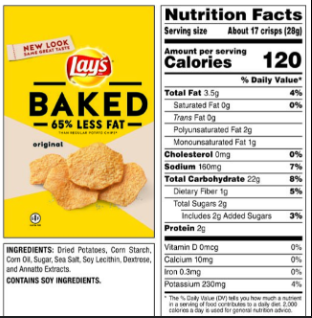 NEW LOOK
SAME GREAT TASTE
Lay's
BAKED
65% LESS FAT
THAN REGULAR POTATO CHIPS*
original
INGREDIENTS: Dried Potatoes, Corn Starch,
Corn Oil, Sugar, Sea Salt, Soy Lecithin, Dextrose,
and Annatto Extracts.
CONTAINS SOY INGREDIENTS.
Nutrition Facts
Serving size About 17 crisps (28g)
Amount per serving
Calories 120
% Daily Value*
Total Fat 3.5g 4%
Saturated Fat 0g 0%
Trans Fat 0g
Polyunsaturated Fat 2g
Monounsaturated Fat 1g
Cholesterol 0mg 0%
Sodium 160mg 7%
Total Carbohydrate 22g 8%
Dietary Fiber 1g 5%
Total Sugars 2g
Includes 2g Added Sugars 3%
Protein 2g
Vitamin D 0mcg 0%
Calcium 10mg 0%
Iron 0.3mg 0%
Potassium 230mg 4%
* The % Daily Value (DV) tells you how much a nutrient
in a serving of food contributes to a daily diet. 2,000
calories a day is used for general nutrition advice.